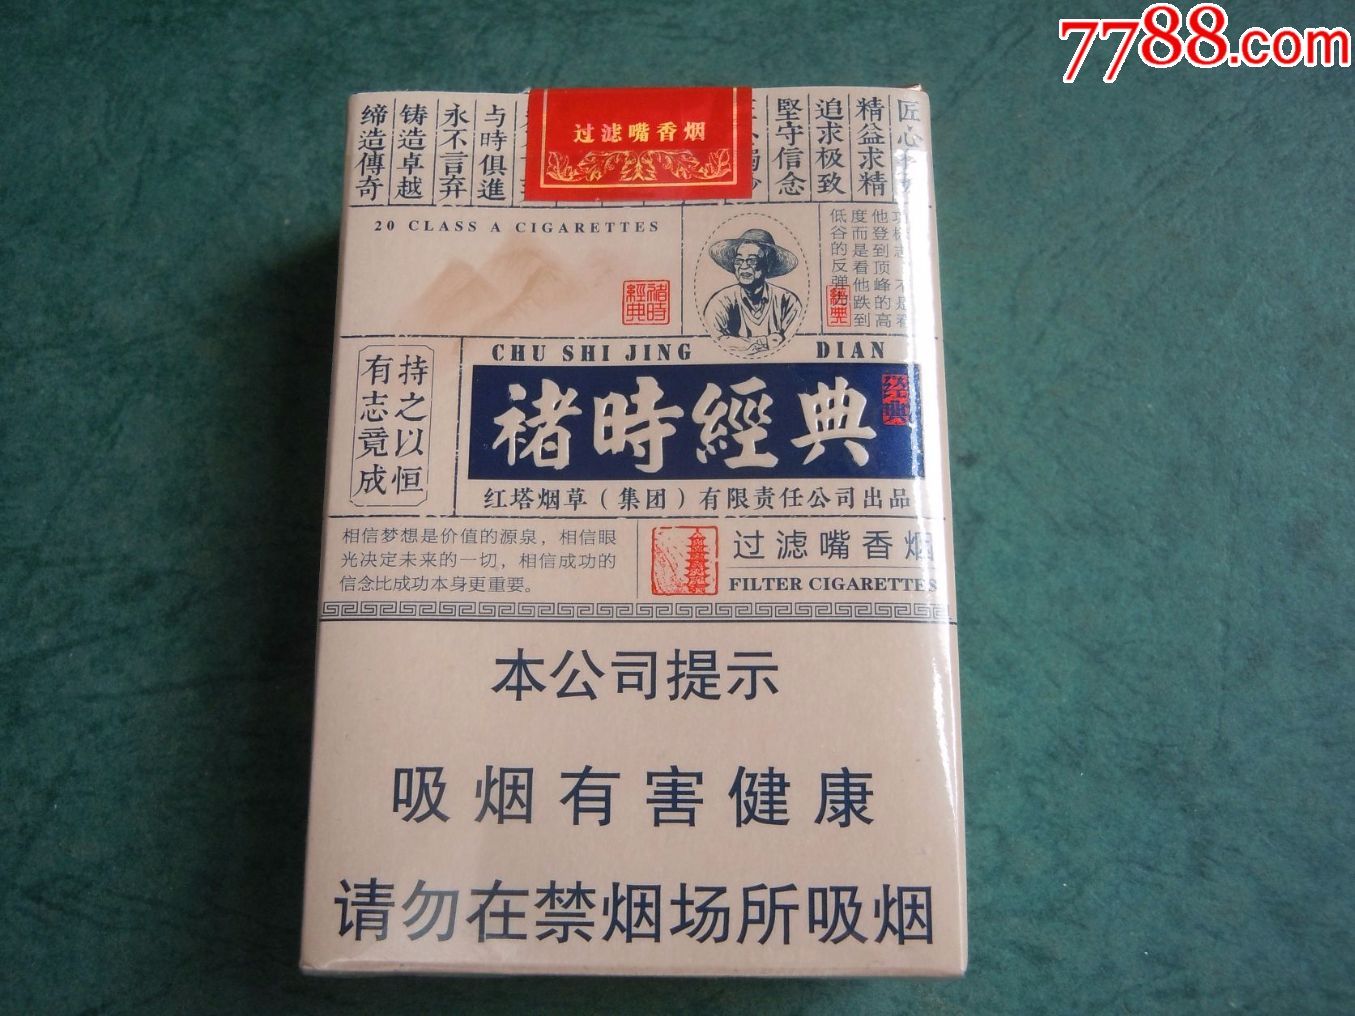 7788.com
过滤嘴香烟
匠心
精益求精
追求极致
堅守信念
与時俱進
永不言弃
铸造卓越
缔造傳奇
20 CLASS A CIGARETTES
褚時
經典
他登到顶峰的高
度而是看他跌到
低谷的反弹
CHU SHI JING DIAN
褚時經典
经典
持之以恒
有志竟成
红塔烟草(集团)有限责任公司出品
相信梦想是价值的源泉，相信眼
光决定未来的一切，相信成功的
信念比成功本身更重要。
过滤嘴香烟
FILTER CIGARETTES
本公司提示
吸烟有害健康
请勿在禁烟场所吸烟